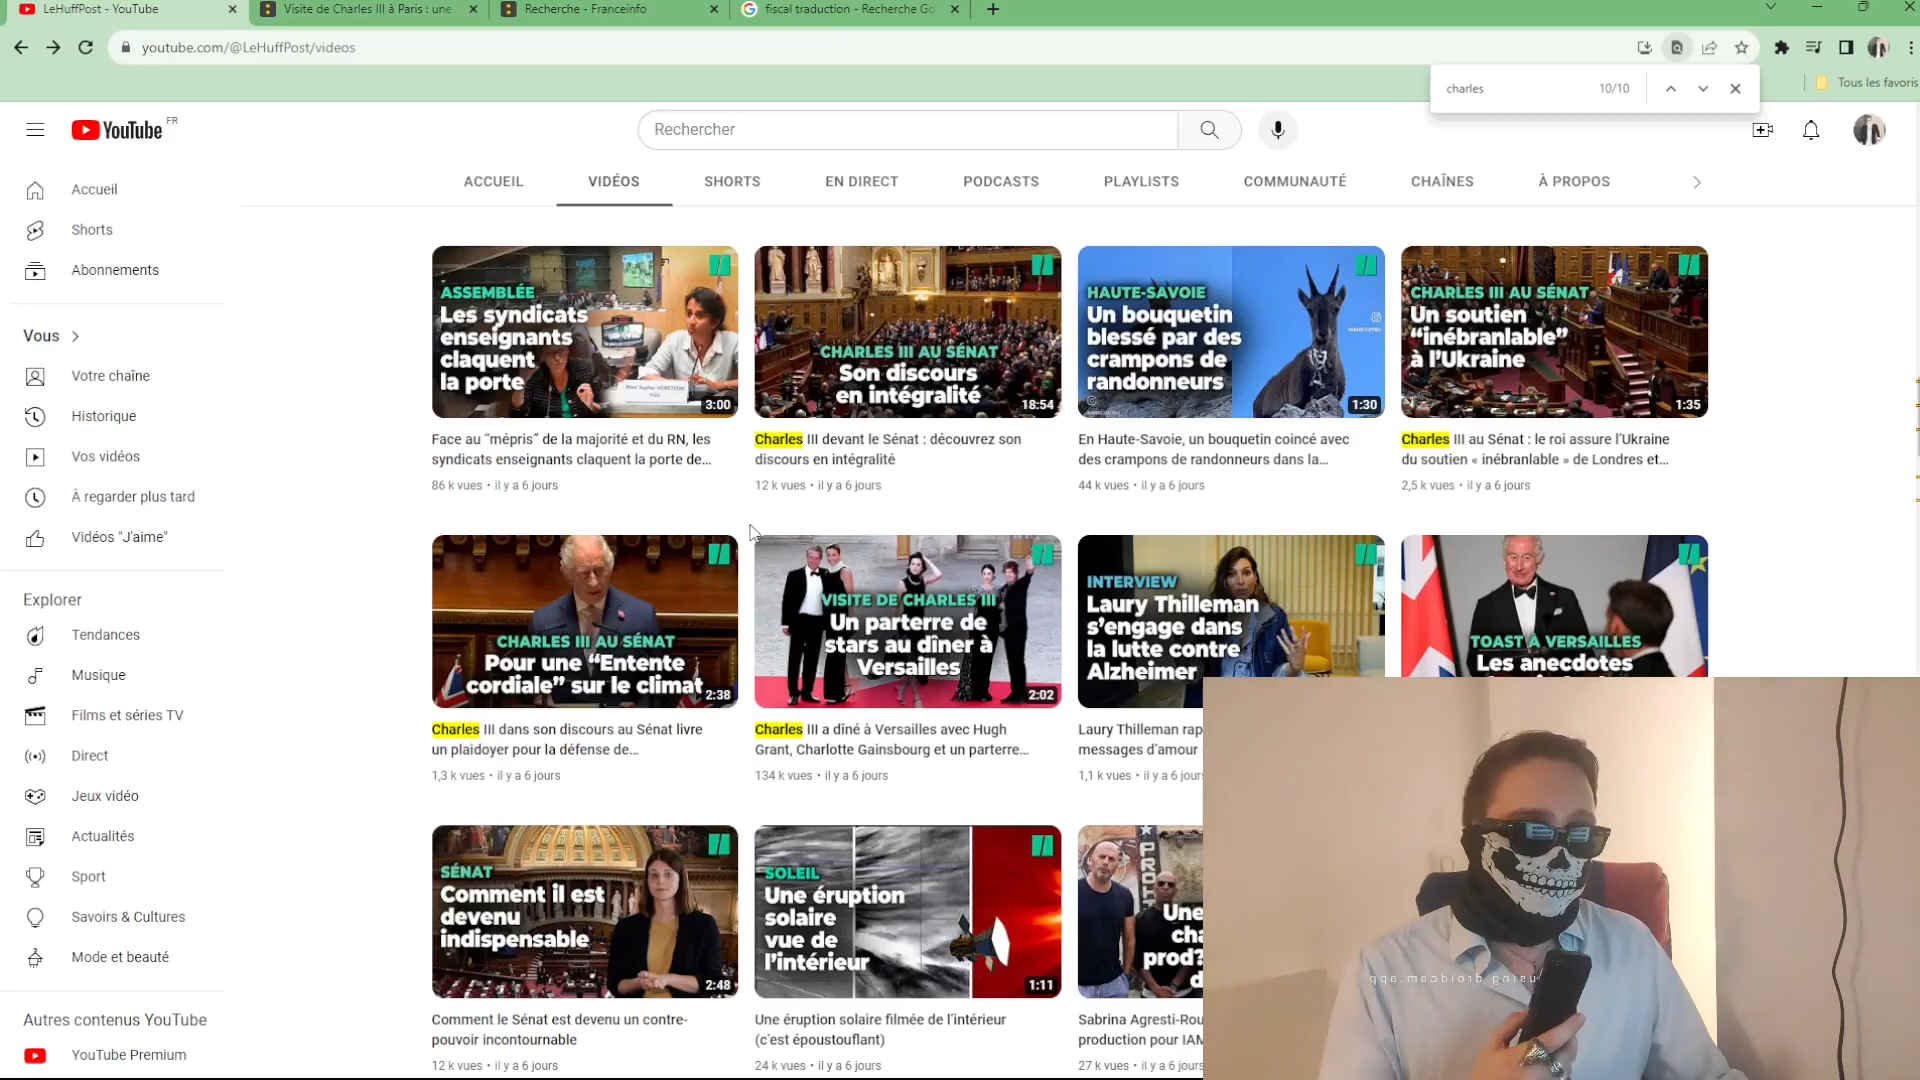 LeHuffPost - YouTube
Visite de Charles III à Paris : une
Recherche - Franceinfo
fiscal traduction - Recherche Go
youtube.com/@LeHuffPost/videos
charles
10/10
Tous les favoris
YouTube FR
Rechercher
ACCUEIL
VIDÉOS
SHORTS
EN DIRECT
PODCASTS
PLAYLISTS
COMMUNAUTÉ
CHAÎNES
À PROPOS
Accueil
Shorts
Abonnements
Vous
Votre chaîne
Historique
Vos vidéos
À regarder plus tard
Vidéos "J'aime"
Explorer
Tendances
Musique
Films et séries TV
Direct
Jeux vidéo
Actualités
Sport
Savoirs & Cultures
Mode et beauté
Autres contenus YouTube
YouTube Premium
ASSEMBLÉE
Les syndicats
enseignants
claquent
la porte
3:00
Face au “mépris” de la majorité et du RN, les
syndicats enseignants claquent la porte de...
86 k vues • il y a 6 jours
CHARLES III AU SÉNAT
Son discours
en intégralité
18:54
Charles III devant le Sénat : découvrez son
discours en intégralité
12 k vues • il y a 6 jours
HAUTE-SAVOIE
Un bouquetin
blessé par des
crampons de
randonneurs
1:30
En Haute-Savoie, un bouquetin coincé avec
des crampons de randonneurs dans la...
44 k vues • il y a 6 jours
CHARLES III AU SÉNAT
Un soutien
“inébranlable”
à l’Ukraine
1:35
Charles III au Sénat : le roi assure l’Ukraine
du soutien « inébranlable » de Londres et...
2,5 k vues • il y a 6 jours
CHARLES III AU SÉNAT
Pour une “Entente
cordiale” sur le climat
2:38
Charles III dans son discours au Sénat livre
un plaidoyer pour la défense de...
1,3 k vues • il y a 6 jours
VISITE DE CHARLES III
Un parterre de
stars au dîner à
Versailles
2:02
Charles III a dîné à Versailles avec Hugh
Grant, Charlotte Gainsbourg et un parterre...
134 k vues • il y a 6 jours
INTERVIEW
Laury Thilleman
s’engage dans
la lutte contre
Alzheimer
Laury Thilleman rap
messages d’amour
1,1 k vues • il y a 6 jours
TOAST À VERSAILLES
Les anecdotes
SÉNAT
Comment il est
devenu
indispensable
2:48
Comment le Sénat est devenu un contre-
pouvoir incontournable
12 k vues • il y a 6 jours
SOLEIL
Une éruption
solaire
vue de
l’intérieur
1:11
Une éruption solaire filmée de l’intérieur
(c’est époustouflant)
24 k vues • il y a 6 jours
Une
cha
prod?
d
Sabrina Agresti-Rou
production pour IAM
27 k vues • il y a 6 jours
using droidcam.app